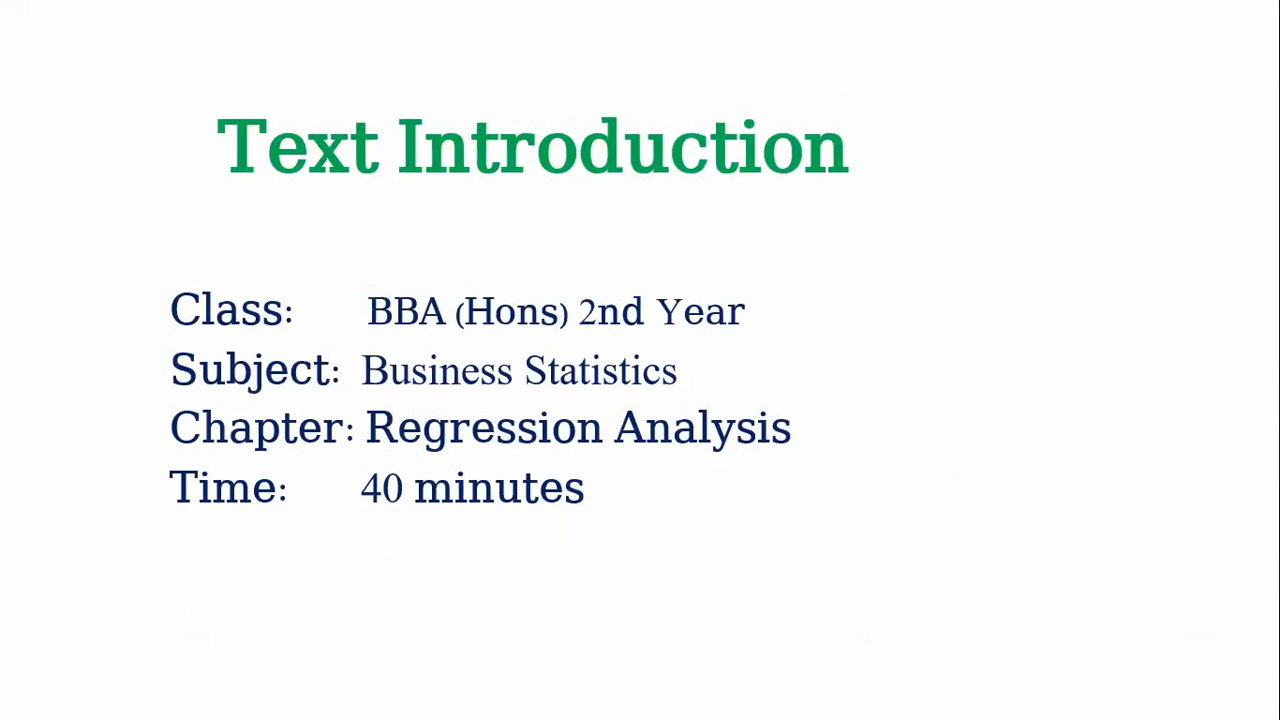 Text Introduction
Class: BBA (Hons) 2nd Year
Subject: Business Statistics
Chapter: Regression Analysis
Time: 40 minutes